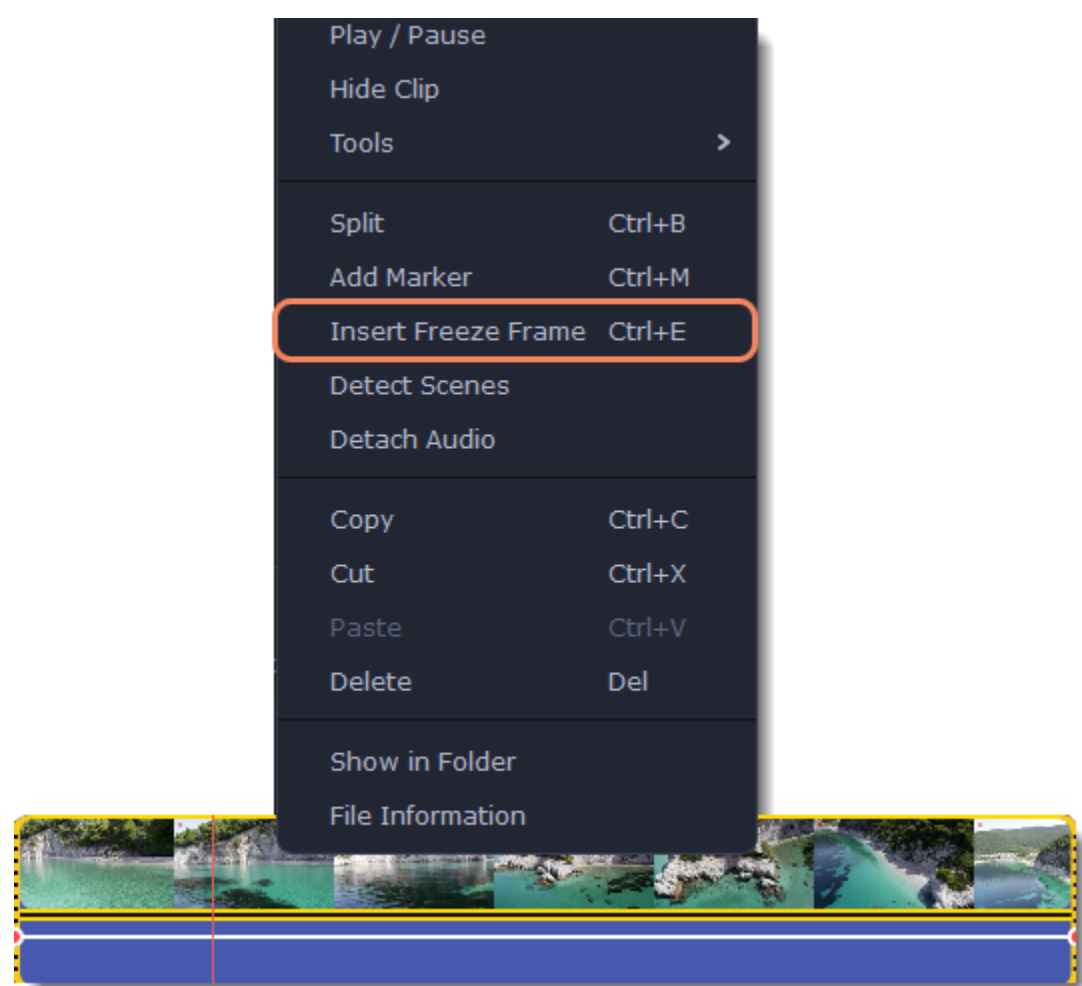 Play / Pause
Hide Clip
Tools
Split Ctrl+B
Add Marker Ctrl+M
Insert Freeze Frame Ctrl+E
Detect Scenes
Detach Audio
Copy Ctrl+C
Cut Ctrl+X
Paste Ctrl+V
Delete Del
Show in Folder
File Information